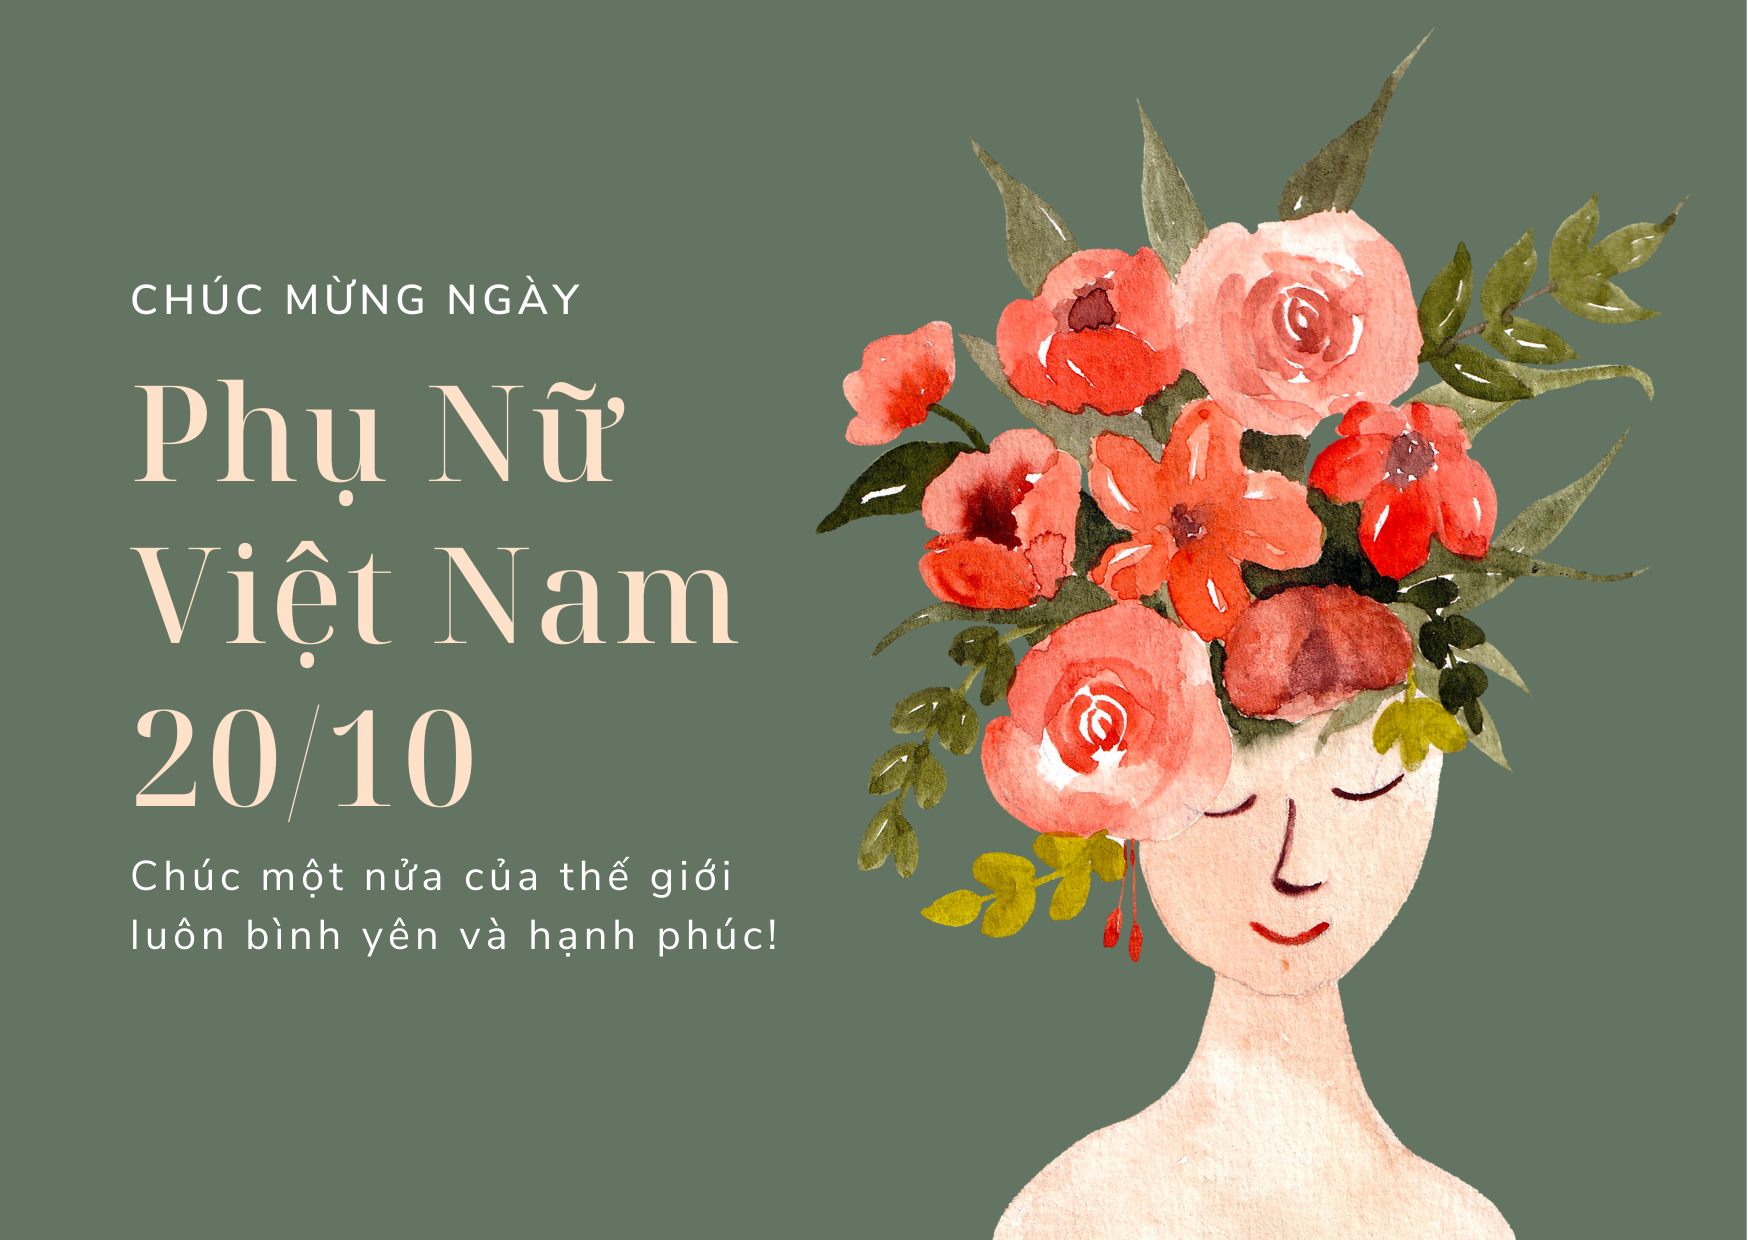 CHÚC MỪNG NGÀY
Phụ Nữ
Việt Nam
20/10
Chúc một nửa của thế giới
luôn bình yên và hạnh phúc!